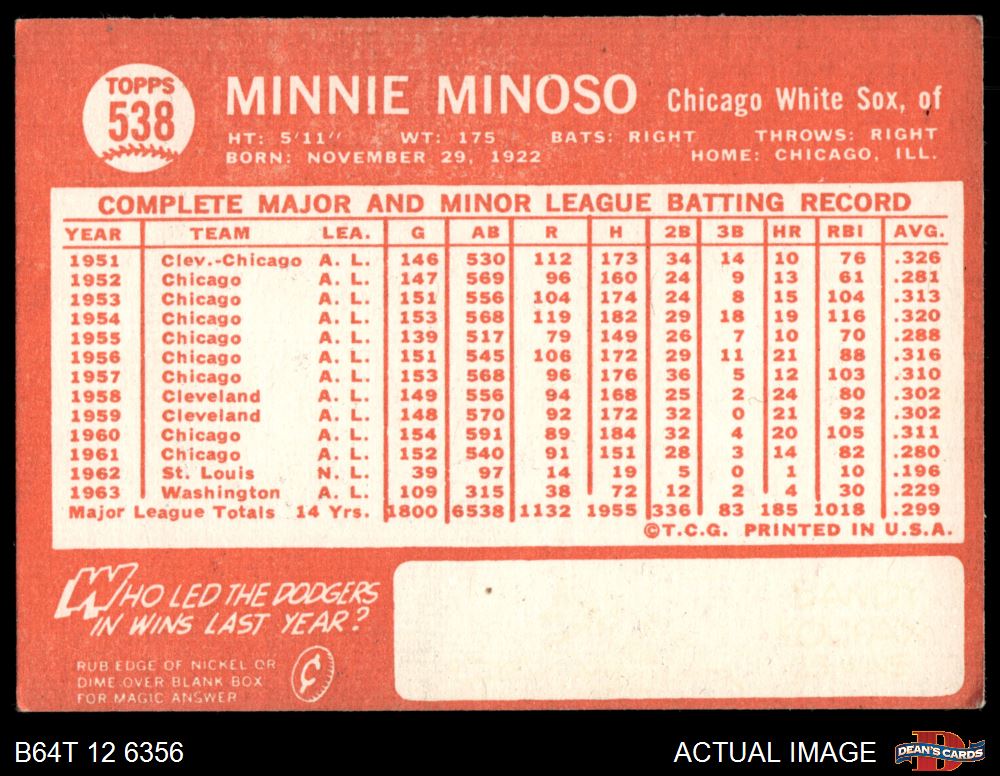 TOPPS
538
MINNIE MINOSO Chicago White Sox, of
HT: 5'11" WT: 175 BATS: RIGHT THROWS: RIGHT
BORN: NOVEMBER 29, 1922 HOME: CHICAGO, ILL.
COMPLETE MAJOR AND MINOR LEAGUE BATTING RECORD
YEAR TEAM LEA. G AB R H 2B 3B HR RBI AVG.
1951 Clev.-Chicago A. L. 146 530 112 173 34 14 10 76 .326
1952 Chicago A. L. 147 569 96 160 24 9 13 61 .281
1953 Chicago A. L. 151 556 104 174 24 8 15 104 .313
1954 Chicago A. L. 153 568 119 182 29 18 19 116 .320
1955 Chicago A. L. 139 517 79 149 26 7 10 70 .288
1956 Chicago A. L. 151 545 106 172 29 11 21 88 .316
1957 Chicago A. L. 153 568 96 176 36 5 12 103 .310
1958 Cleveland A. L. 149 556 94 168 25 2 24 80 .302
1959 Cleveland A. L. 148 570 92 172 32 0 21 92 .302
1960 Chicago A. L. 154 591 89 184 32 4 20 105 .311
1961 Chicago A. L. 152 540 91 151 28 3 14 82 .280
1962 St. Louis N. L. 39 97 14 19 5 0 1 10 .196
1963 Washington A. L. 109 315 38 72 12 2 4 30 .229
Major League Totals 14 Yrs. 1800 6538 1132 1955 336 83 185 1018 .299
©T.C.G. PRINTED IN U.S.A.
WHO LED THE DODGERS
IN WINS LAST YEAR?
RUB EDGE OF NICKEL OR
DIME OVER BLANK BOX
FOR MAGIC ANSWER
¢
B64T 12 6356 ACTUAL IMAGE DEAN'S CARDS